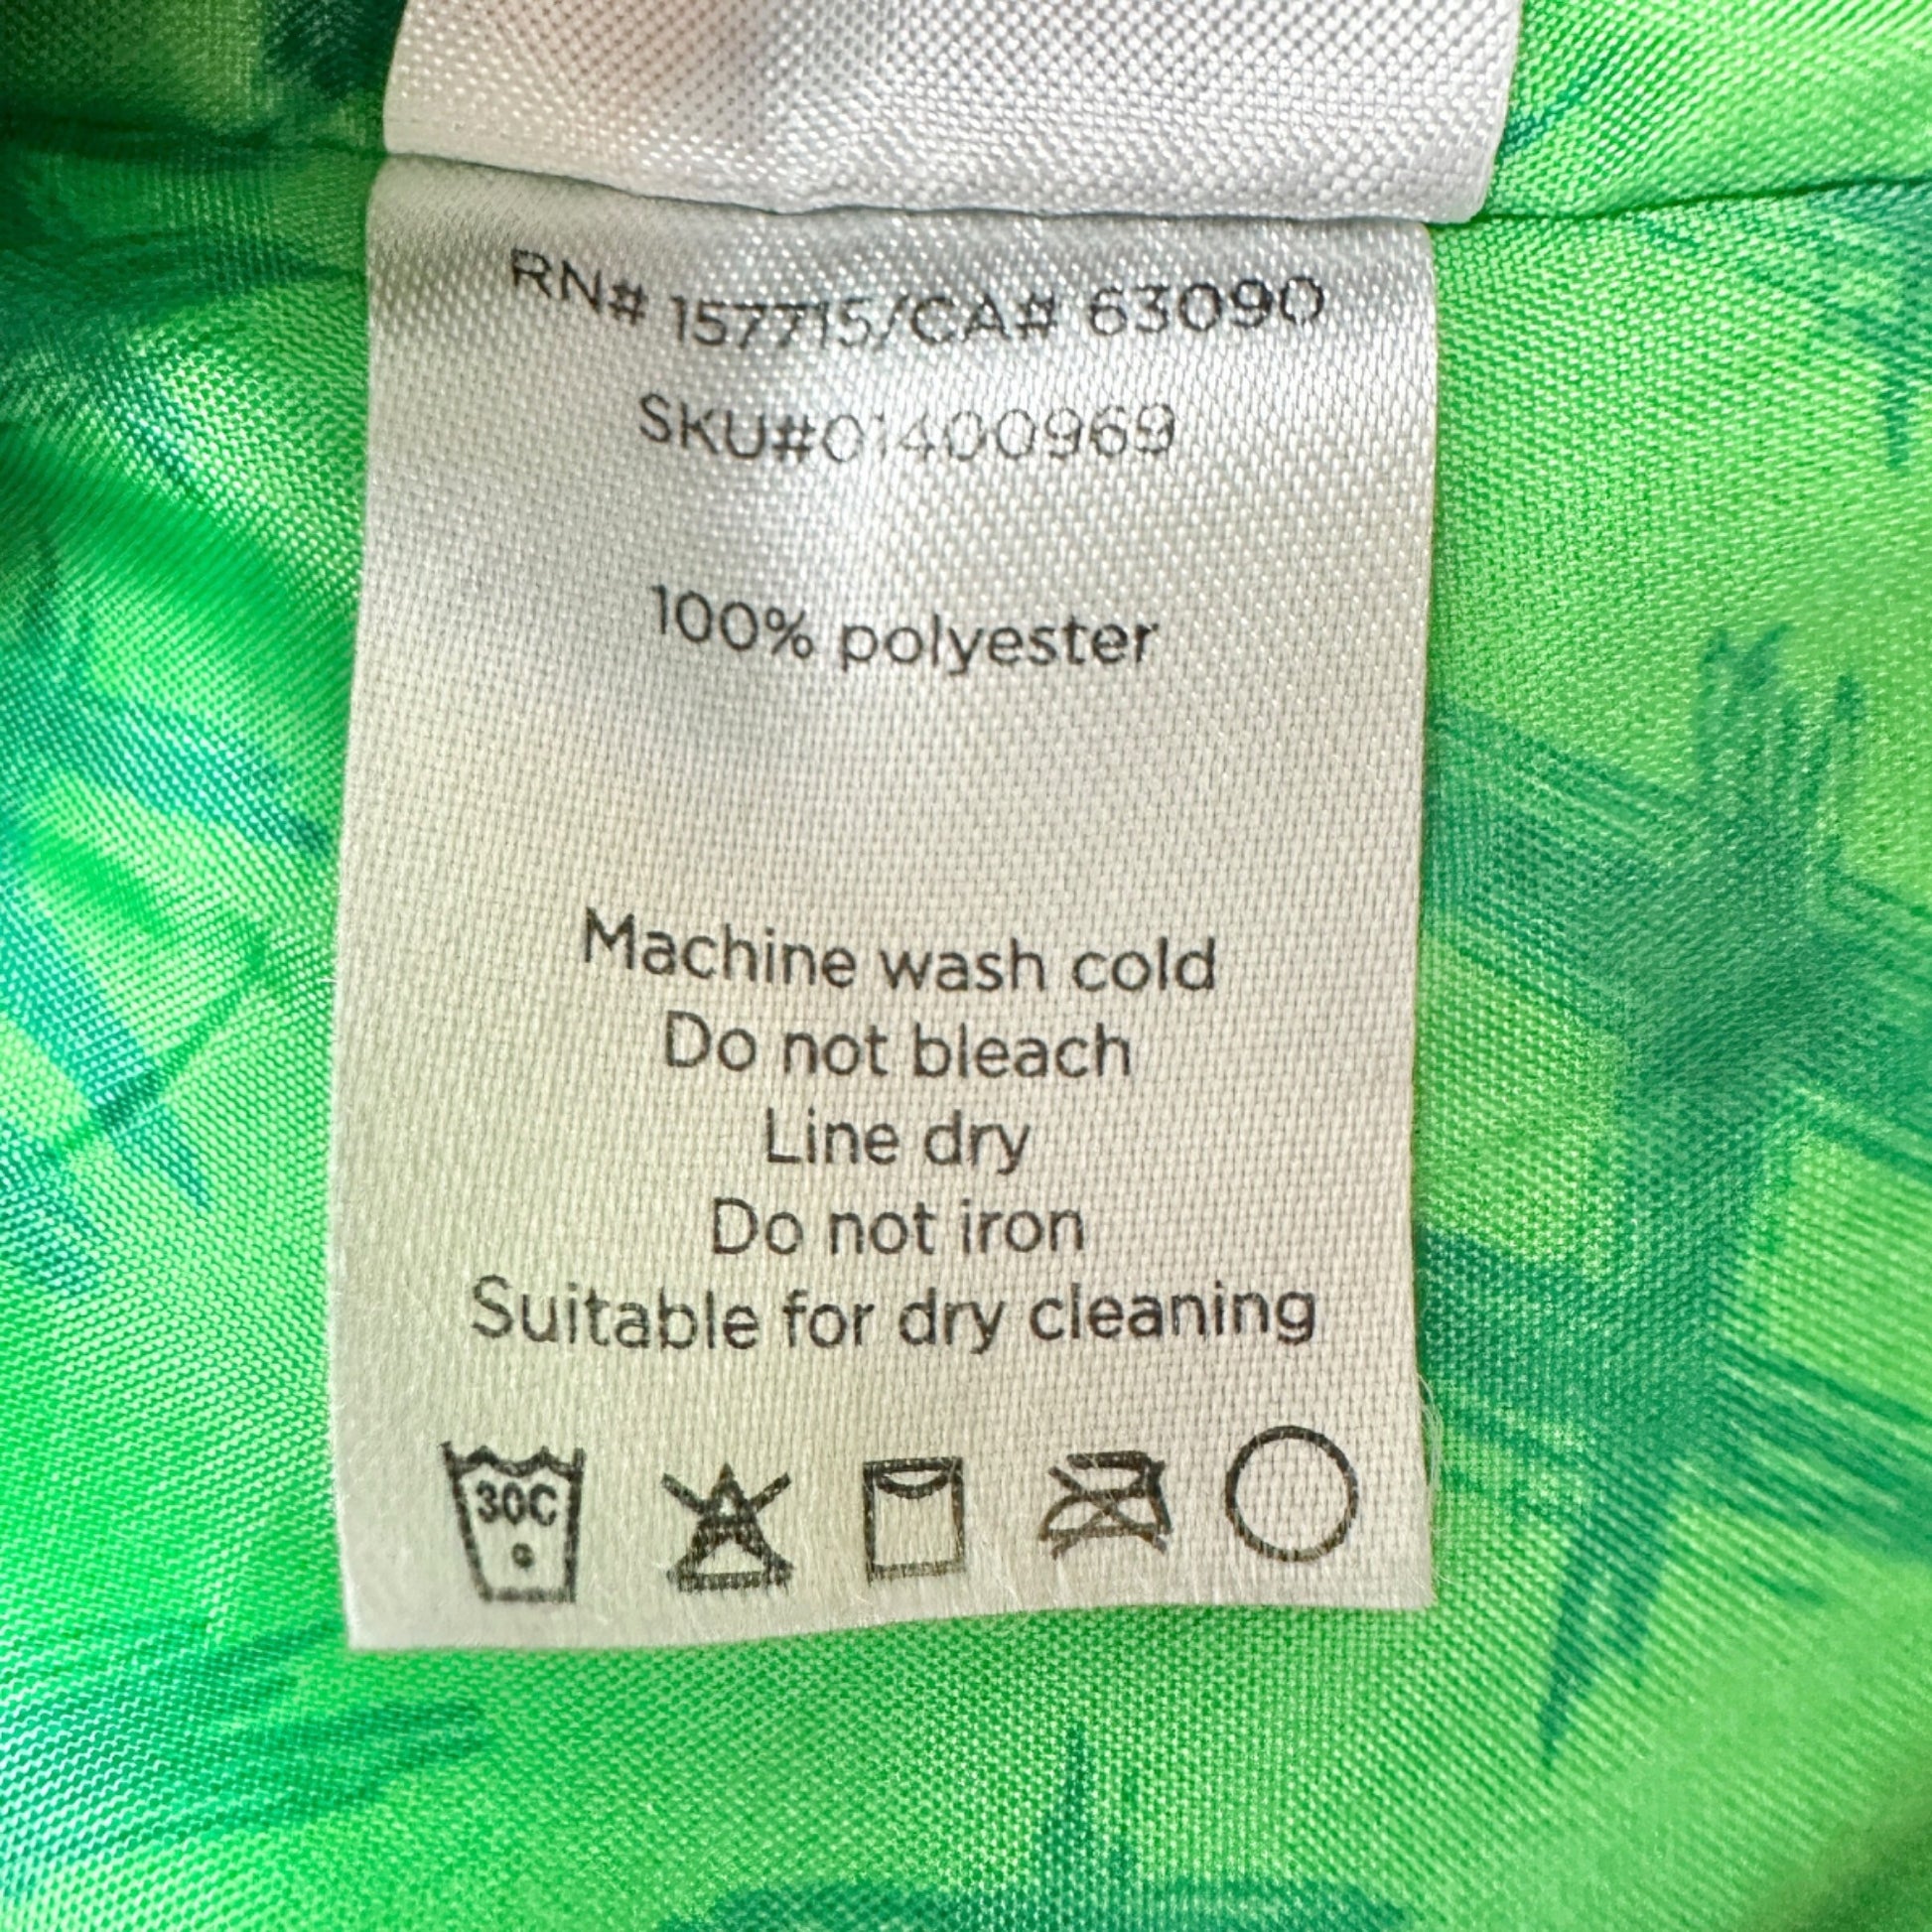 RN# 157715/CA# 63090
SKU#01400969
100% polyester
Machine wash cold
Do not bleach
Line dry
Do not iron
Suitable for dry cleaning
30C